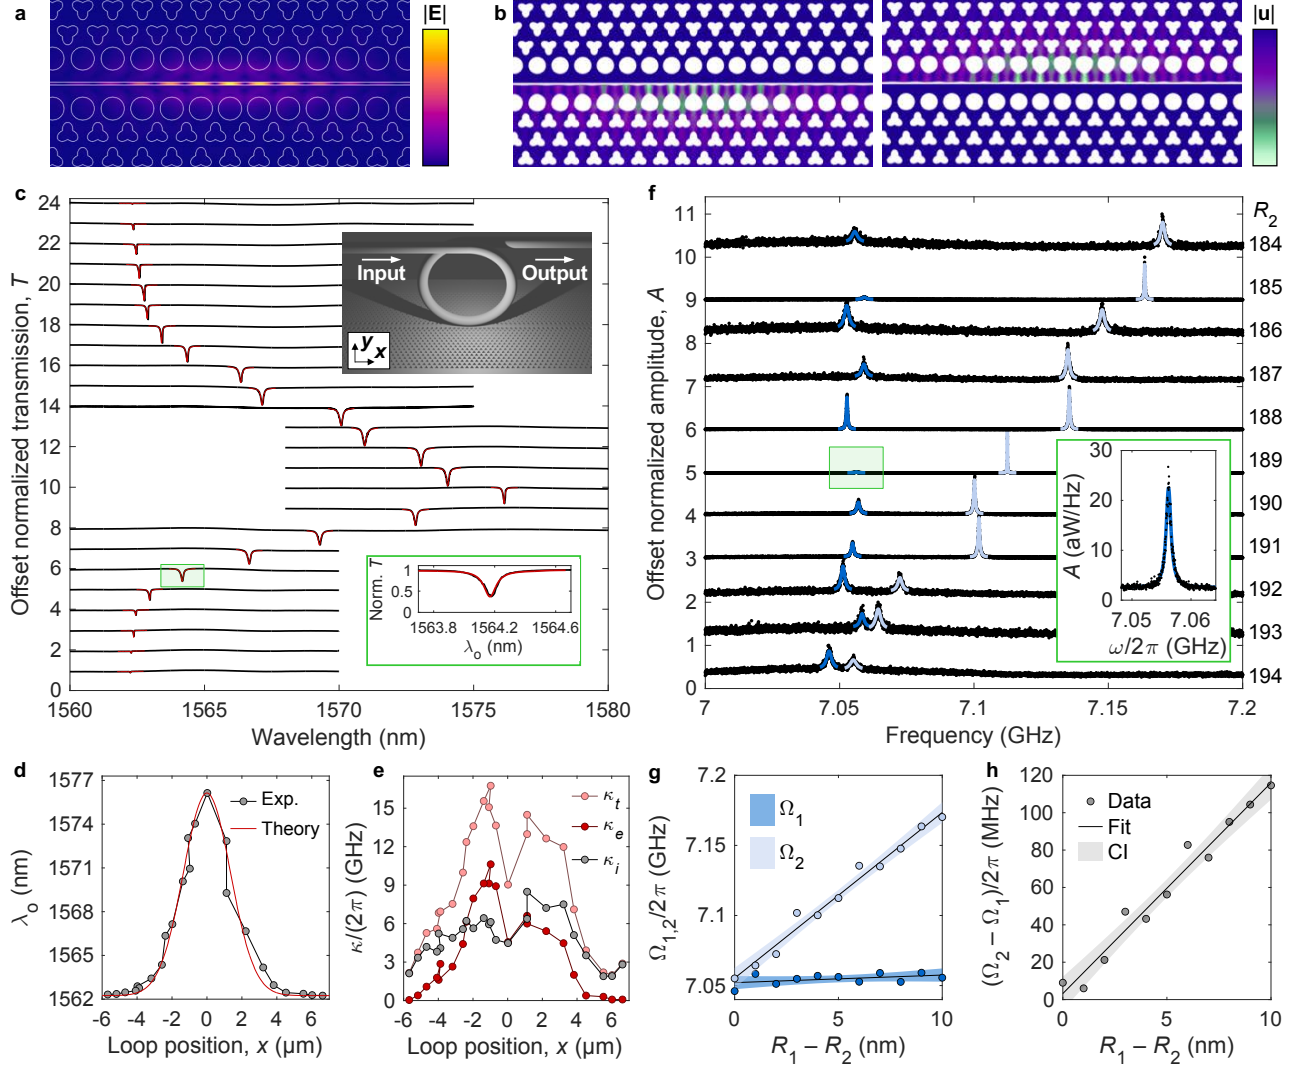 a
|E|
b
|u|
c
24
22
20
18
16
14
12
10
8
6
4
2
0
Offset normalized transmission, T
1560
1565
1570
1575
1580
Wavelength (nm)
Input
Output
y
x
Norm. T
1
0.5
0
1563.8
1564.2
1564.6
λo (nm)
f
11
10
9
8
7
6
5
4
3
2
1
0
Offset normalized amplitude, A
7
7.05
7.1
7.15
7.2
Frequency (GHz)
R2
184
185
186
187
188
189
190
191
192
193
194
A (aW/Hz)
30
20
10
0
7.05
7.06
ω/2π (GHz)
d
1577
1574
1571
1568
1565
1562
λo (nm)
Exp.
Theory
-6
-4
-2
0
2
4
6
Loop position, x (μm)
e
15
12
9
6
3
0
κ/(2π) (GHz)
κt
κe
κi
-6
-4
-2
0
2
4
6
Loop position, x (μm)
g
7.2
7.15
7.1
7.05
Ω1,2/2π (GHz)
Ω1
Ω2
0
5
10
R1 − R2 (nm)
h
120
100
80
60
40
20
0
(Ω2 − Ω1)/2π (MHz)
Data
Fit
CI
0
5
10
R1 − R2 (nm)